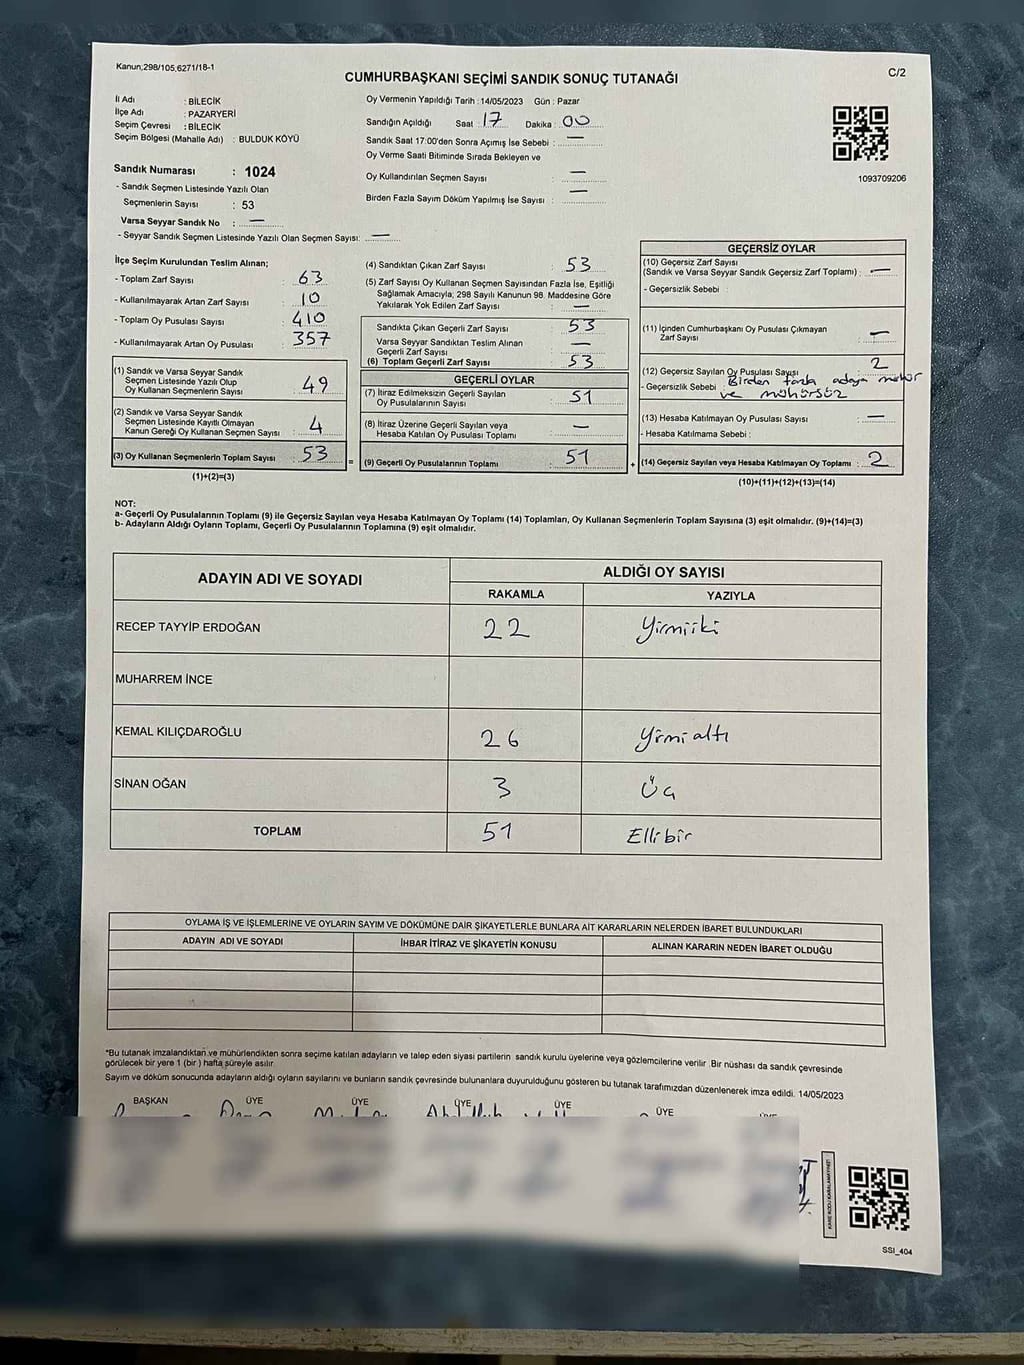 Kanun,298/105,6271/18-1
CUMHURBAŞKANI SEÇİMİ SANDIK SONUÇ TUTANAĞI
C/2
İl Adı : BİLECİK
İlçe Adı : PAZARYERİ
Seçim Çevresi : BİLECİK
Seçim Bölgesi (Mahalle Adı) : BULDUK KÖYÜ
Sandık Numarası : 1024
- Sandık Seçmen Listesinde Yazılı Olan
Seçmenlerin Sayısı : 53
Varsa Seyyar Sandık No : —
- Seyyar Sandık Seçmen Listesinde Yazılı Olan Seçmen Sayısı: —
Oy Vermenin Yapıldığı Tarih :14/05/2023 Gün : Pazar
Sandığın Açıldığı Saat : 17 Dakika : 00
Sandık Saat 17:00'den Sonra Açımış İse Sebebi : —
Oy Verme Saati Bitiminde Sırada Bekleyen ve
Oy Kullandırılan Seçmen Sayısı : —
Birden Fazla Sayım Döküm Yapılmış İse Sayısı : —
1093709206
İlçe Seçim Kurulundan Teslim Alınan;
- Toplam Zarf Sayısı : 63
- Kullanılmayarak Artan Zarf Sayısı : 10
- Toplam Oy Pusulası Sayısı : 410
- Kullanılmayarak Artan Oy Pusulası : 357
(1) Sandık ve Varsa Seyyar Sandık
Seçmen Listesinde Yazılı Olup
Oy Kullanan Seçmenlerin Sayısı : 49
(2) Sandık ve Varsa Seyyar Sandık
Seçmen Listesinde Kayıtlı Olmayan
Kanun Gereği Oy Kullanan Seçmen Sayısı : 4
(3) Oy Kullanan Seçmenlerin Toplam Sayısı : 53
(1)+(2)=(3)
(4) Sandıktan Çıkan Zarf Sayısı : 53
(5) Zarf Sayısı Oy Kullanan Seçmen Sayısından Fazla İse, Eşitliği
Sağlamak Amacıyla; 298 Sayılı Kanunun 98. Maddesine Göre
Yakılarak Yok Edilen Zarf Sayısı : —
Sandıkta Çıkan Geçerli Zarf Sayısı : 53
Varsa Seyyar Sandıktan Teslim Alınan
Geçerli Zarf Sayısı : —
(6) Toplam Geçerli Zarf Sayısı : 53
GEÇERLİ OYLAR
(7) İtiraz Edilmeksizin Geçerli Sayılan
Oy Pusulalarının Sayısı : 51
(8) İtiraz Üzerine Geçerli Sayılan veya
Hesaba Katılan Oy Pusulası Toplamı : —
= (9) Geçerli Oy Pusulalarının Toplamı : 51
GEÇERSİZ OYLAR
(10) Geçersiz Zarf Sayısı
(Sandık ve Varsa Seyyar Sandık Geçersiz Zarf Toplamı) : —
- Geçersizlik Sebebi :
(11) İçinden Cumhurbaşkanı Oy Pusulası Çıkmayan
Zarf Sayısı : —
(12) Geçersiz Sayılan Oy Pusulası Sayısı : 2
- Geçersizlik Sebebi : Birden fazla adaya mühür
ve mühürsüz
(13) Hesaba Katılmayan Oy Pusulası Sayısı : —
- Hesaba Katılmama Sebebi :
+ (14) Geçersiz Sayılan veya Hesaba Katılmayan Oy Toplamı : 2
(10)+(11)+(12)+(13)=(14)
NOT:
a- Geçerli Oy Pusulalarının Toplamı (9) ile Geçersiz Sayılan veya Hesaba Katılmayan Oy Toplamı (14) Toplamları, Oy Kullanan Seçmenlerin Toplam Sayısına (3) eşit olmalıdır. (9)+(14)=(3)
b- Adayların Aldığı Oyların Toplamı, Geçerli Oy Pusulalarının Toplamına (9) eşit olmalıdır.
ADAYIN ADI VE SOYADI ALDIĞI OY SAYISI
RAKAMLA YAZIYLA
RECEP TAYYİP ERDOĞAN 22 Yirmiiki
MUHARREM İNCE
KEMAL KILIÇDAROĞLU 26 Yirmialtı
SİNAN OĞAN 3 Üç
TOPLAM 51 Ellibir
OYLAMA İŞ VE İŞLEMLERİNE VE OYLARIN SAYIM VE DÖKÜMÜNE DAİR ŞİKAYETLERLE BUNLARA AİT KARARLARIN NELERDEN İBARET BULUNDUKLARI
ADAYIN ADI VE SOYADI İHBAR İTİRAZ VE ŞİKAYETİN KONUSU ALINAN KARARIN NEDEN İBARET OLDUĞU
*Bu tutanak imzalandıktan ve mühürlendikten sonra seçime katılan adayların ve talep eden siyasi partilerin sandık kurulu üyelerine veya gözlemcilerine verilir. Bir nüshası da sandık çevresinde
görülecek bir yere 1 (bir ) hafta süreyle asılır.
Sayım ve döküm sonucunda adayların aldığı oyların sayılarını ve bunların sandık çevresinde bulunanlara duyurulduğunu gösteren bu tutanak tarafımızdan düzenlenerek imza edildi. 14/05/2023
BAŞKAN ÜYE ÜYE ÜYE ÜYE ÜYE
SSI_404